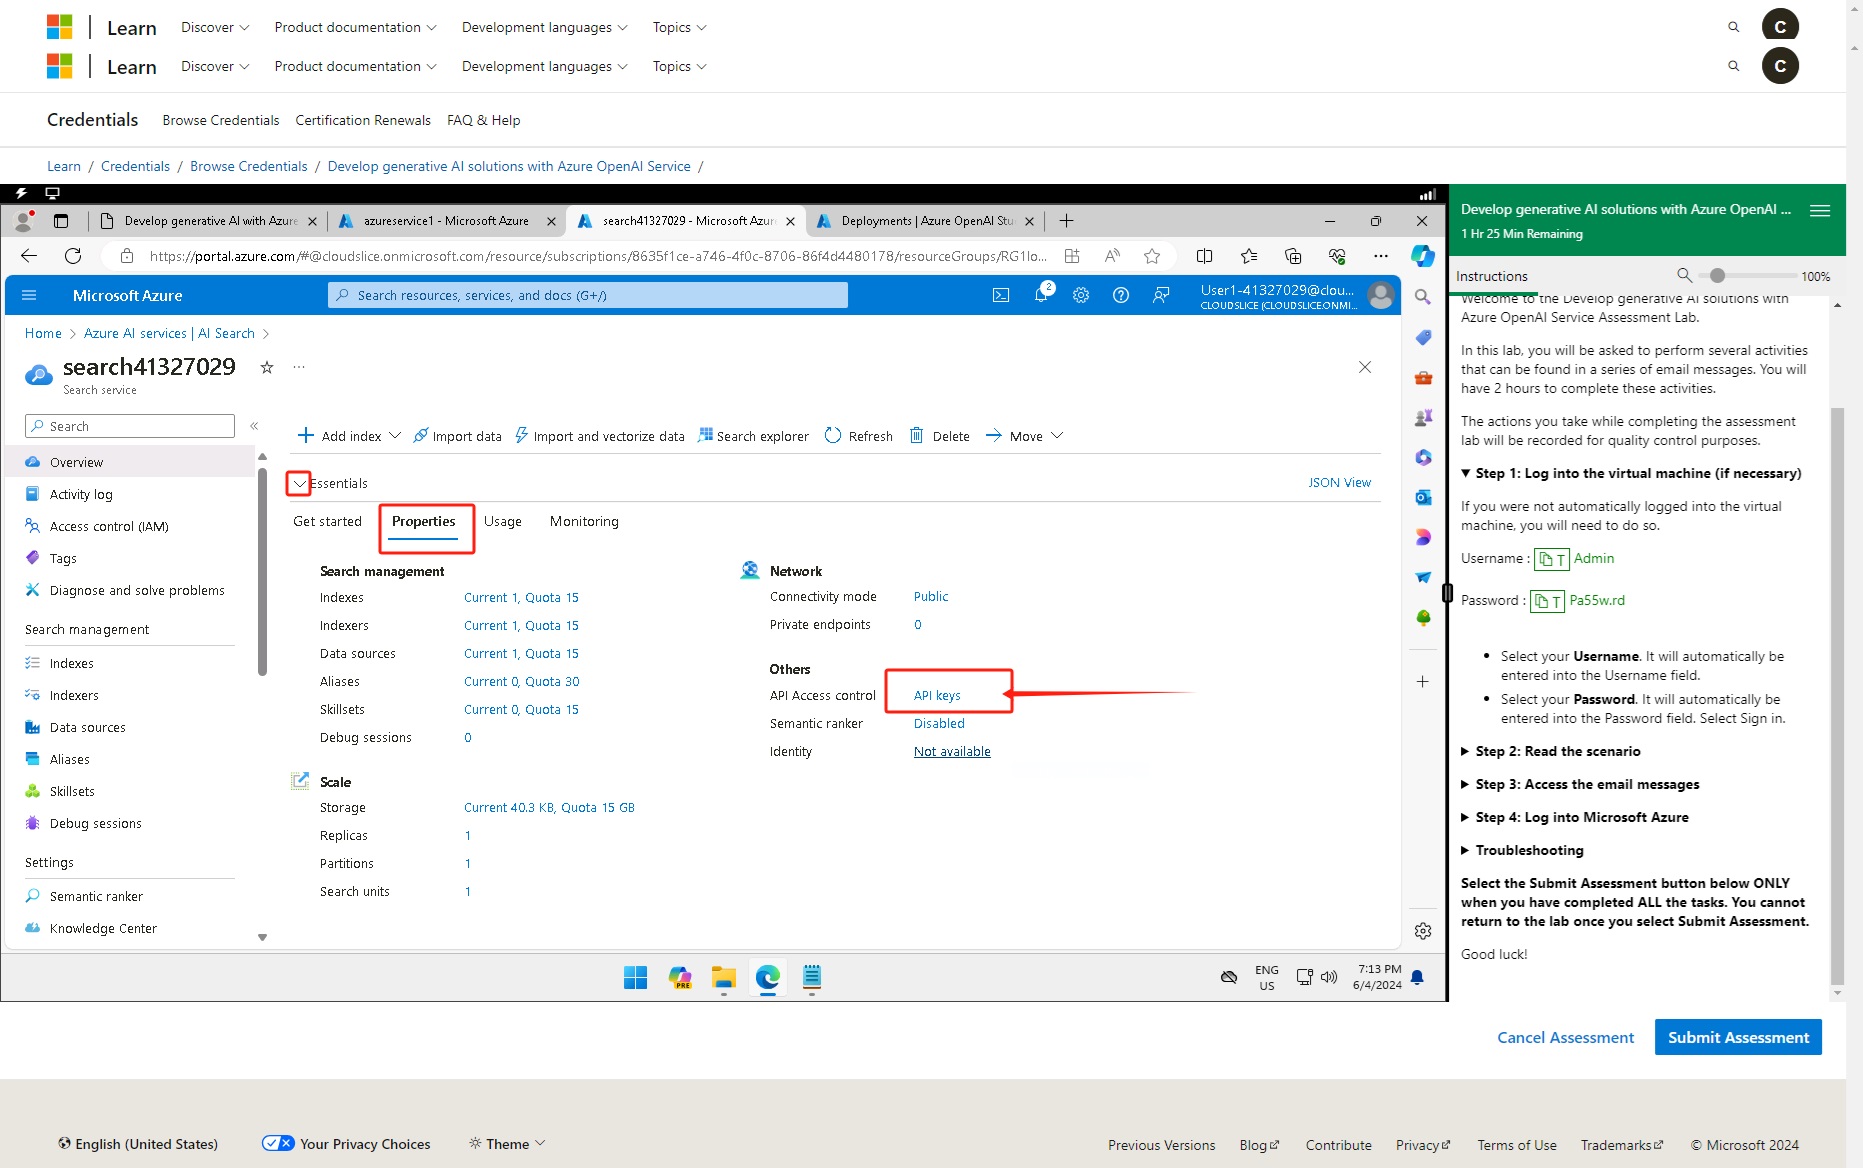 Learn Discover Product documentation Development languages Topics C
Learn Discover Product documentation Development languages Topics C
Credentials Browse Credentials Certification Renewals FAQ & Help
Learn / Credentials / Browse Credentials / Develop generative AI solutions with Azure OpenAI Service /
Develop generative AI with Azure azureservice1 - Microsoft Azure search41327029 - Microsoft Azur Deployments | Azure OpenAI Stu
https://portal.azure.com/#@cloudslice.onmicrosoft.com/resource/subscriptions/8635f1ce-a746-4f0c-8706-86f4d4480178/resourceGroups/RG1lo...
Microsoft Azure Search resources, services, and docs (G+/) 2 User1-41327029@clou...
CLOUDSLICE (CLOUDSLICE.ONMI...
Home > Azure AI services | AI Search >
search41327029
Search service
Search
Overview
Activity log
Access control (IAM)
Tags
Diagnose and solve problems
Search management
Indexes
Indexers
Data sources
Aliases
Skillsets
Debug sessions
Settings
Semantic ranker
Knowledge Center
Add index Import data Import and vectorize data Search explorer Refresh Delete Move
Essentials JSON View
Get started Properties Usage Monitoring
Search management
Indexes Current 1, Quota 15
Indexers Current 1, Quota 15
Data sources Current 1, Quota 15
Aliases Current 0, Quota 30
Skillsets Current 0, Quota 15
Debug sessions 0
Scale
Storage Current 40.3 KB, Quota 15 GB
Replicas 1
Partitions 1
Search units 1
Network
Connectivity mode Public
Private endpoints 0
Others
API Access control API keys
Semantic ranker Disabled
Identity Not available
PRE
ENG
US
7:13 PM
6/4/2024
Develop generative AI solutions with Azure OpenAI ...
1 Hr 25 Min Remaining
Instructions 100%
Welcome to the Develop generative AI solutions with
Azure OpenAI Service Assessment Lab.
In this lab, you will be asked to perform several activities
that can be found in a series of email messages. You will
have 2 hours to complete these activities.
The actions you take while completing the assessment
lab will be recorded for quality control purposes.
Step 1: Log into the virtual machine (if necessary)
If you were not automatically logged into the virtual
machine, you will need to do so.
Username : T Admin
Password : T Pa55w.rd
• Select your Username. It will automatically be
entered into the Username field.
• Select your Password. It will automatically be
entered into the Password field. Select Sign in.
Step 2: Read the scenario
Step 3: Access the email messages
Step 4: Log into Microsoft Azure
Troubleshooting
Select the Submit Assessment button below ONLY
when you have completed ALL the tasks. You cannot
return to the lab once you select Submit Assessment.
Good luck!
Cancel Assessment Submit Assessment
English (United States) Your Privacy Choices Theme Previous Versions Blog Contribute Privacy Terms of Use Trademarks © Microsoft 2024